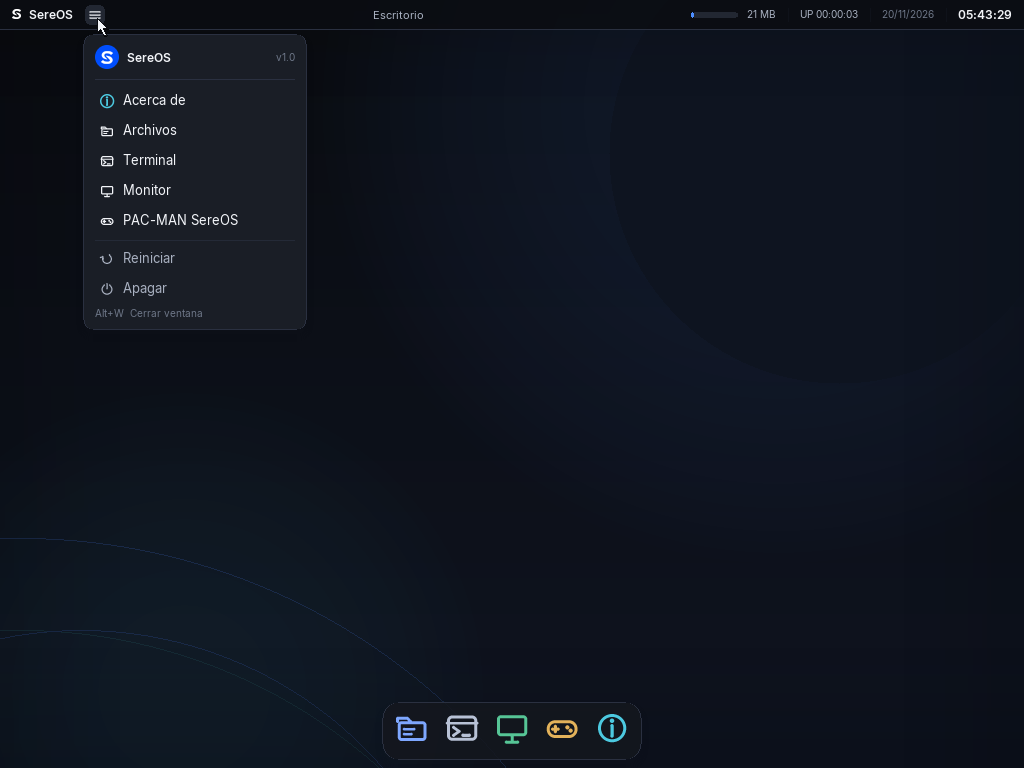 S SereOS Escritorio 21 MB UP 00:00:03 20/11/2026 05:43:29
S SereOS v1.0
Acerca de
Archivos
Terminal
Monitor
PAC-MAN SereOS
Reiniciar
Apagar
Alt+W Cerrar ventana